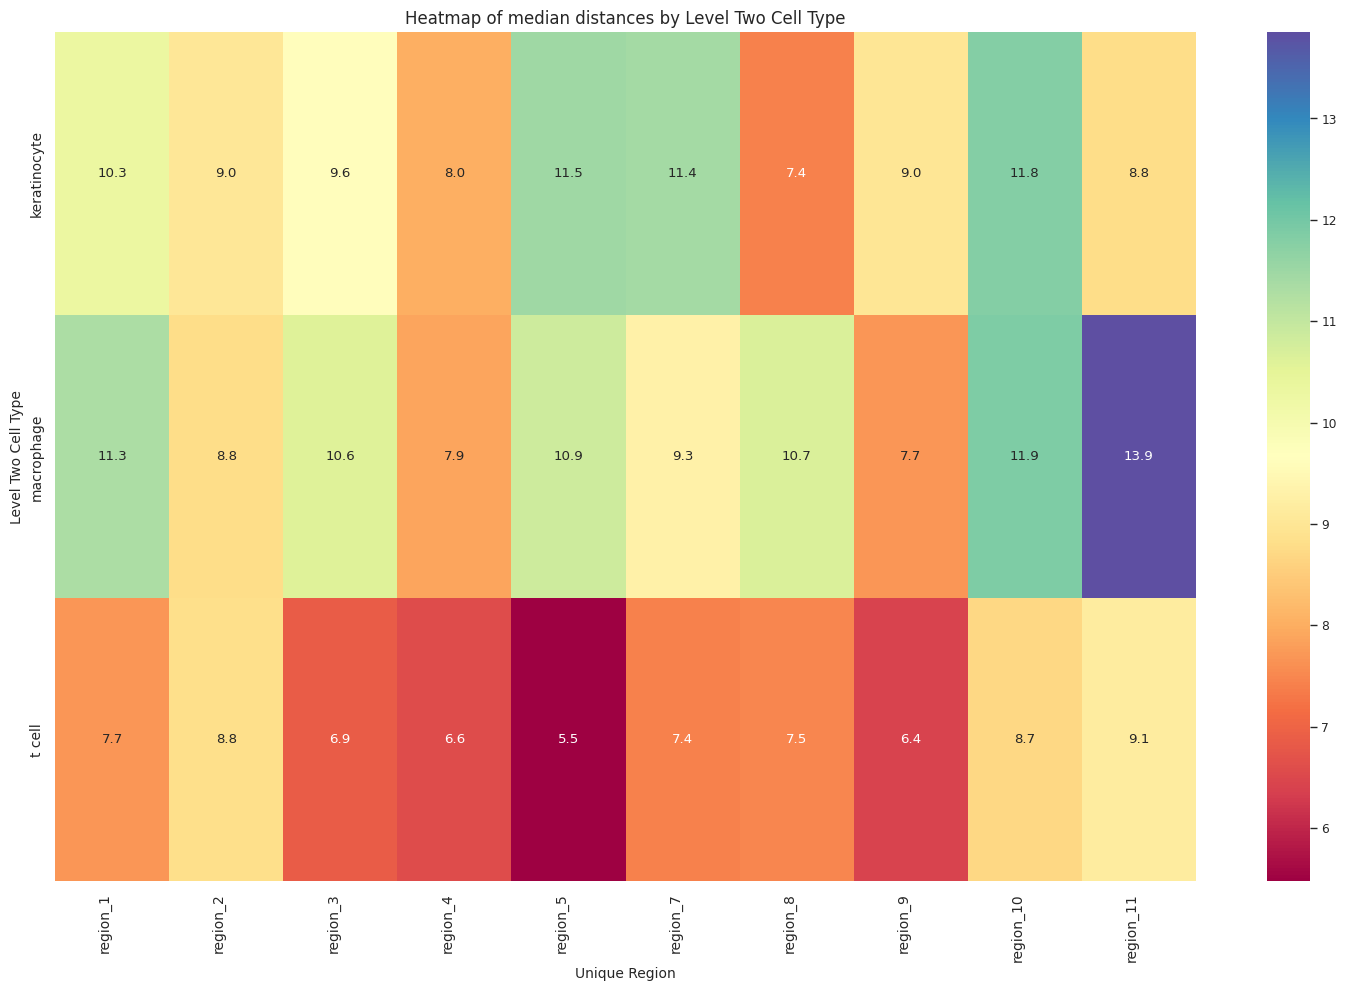 Heatmap of median distances by Level Two Cell Type
Level Two Cell Type
keratinocyte
10.3 9.0 9.6 8.0 11.5 11.4 7.4 9.0 11.8 8.8
macrophage
11.3 8.8 10.6 7.9 10.9 9.3 10.7 7.7 11.9 13.9
t cell
7.7 8.8 6.9 6.6 5.5 7.4 7.5 6.4 8.7 9.1
region_1 region_2 region_3 region_4 region_5 region_7 region_8 region_9 region_10 region_11
Unique Region
13
12
11
10
9
8
7
6